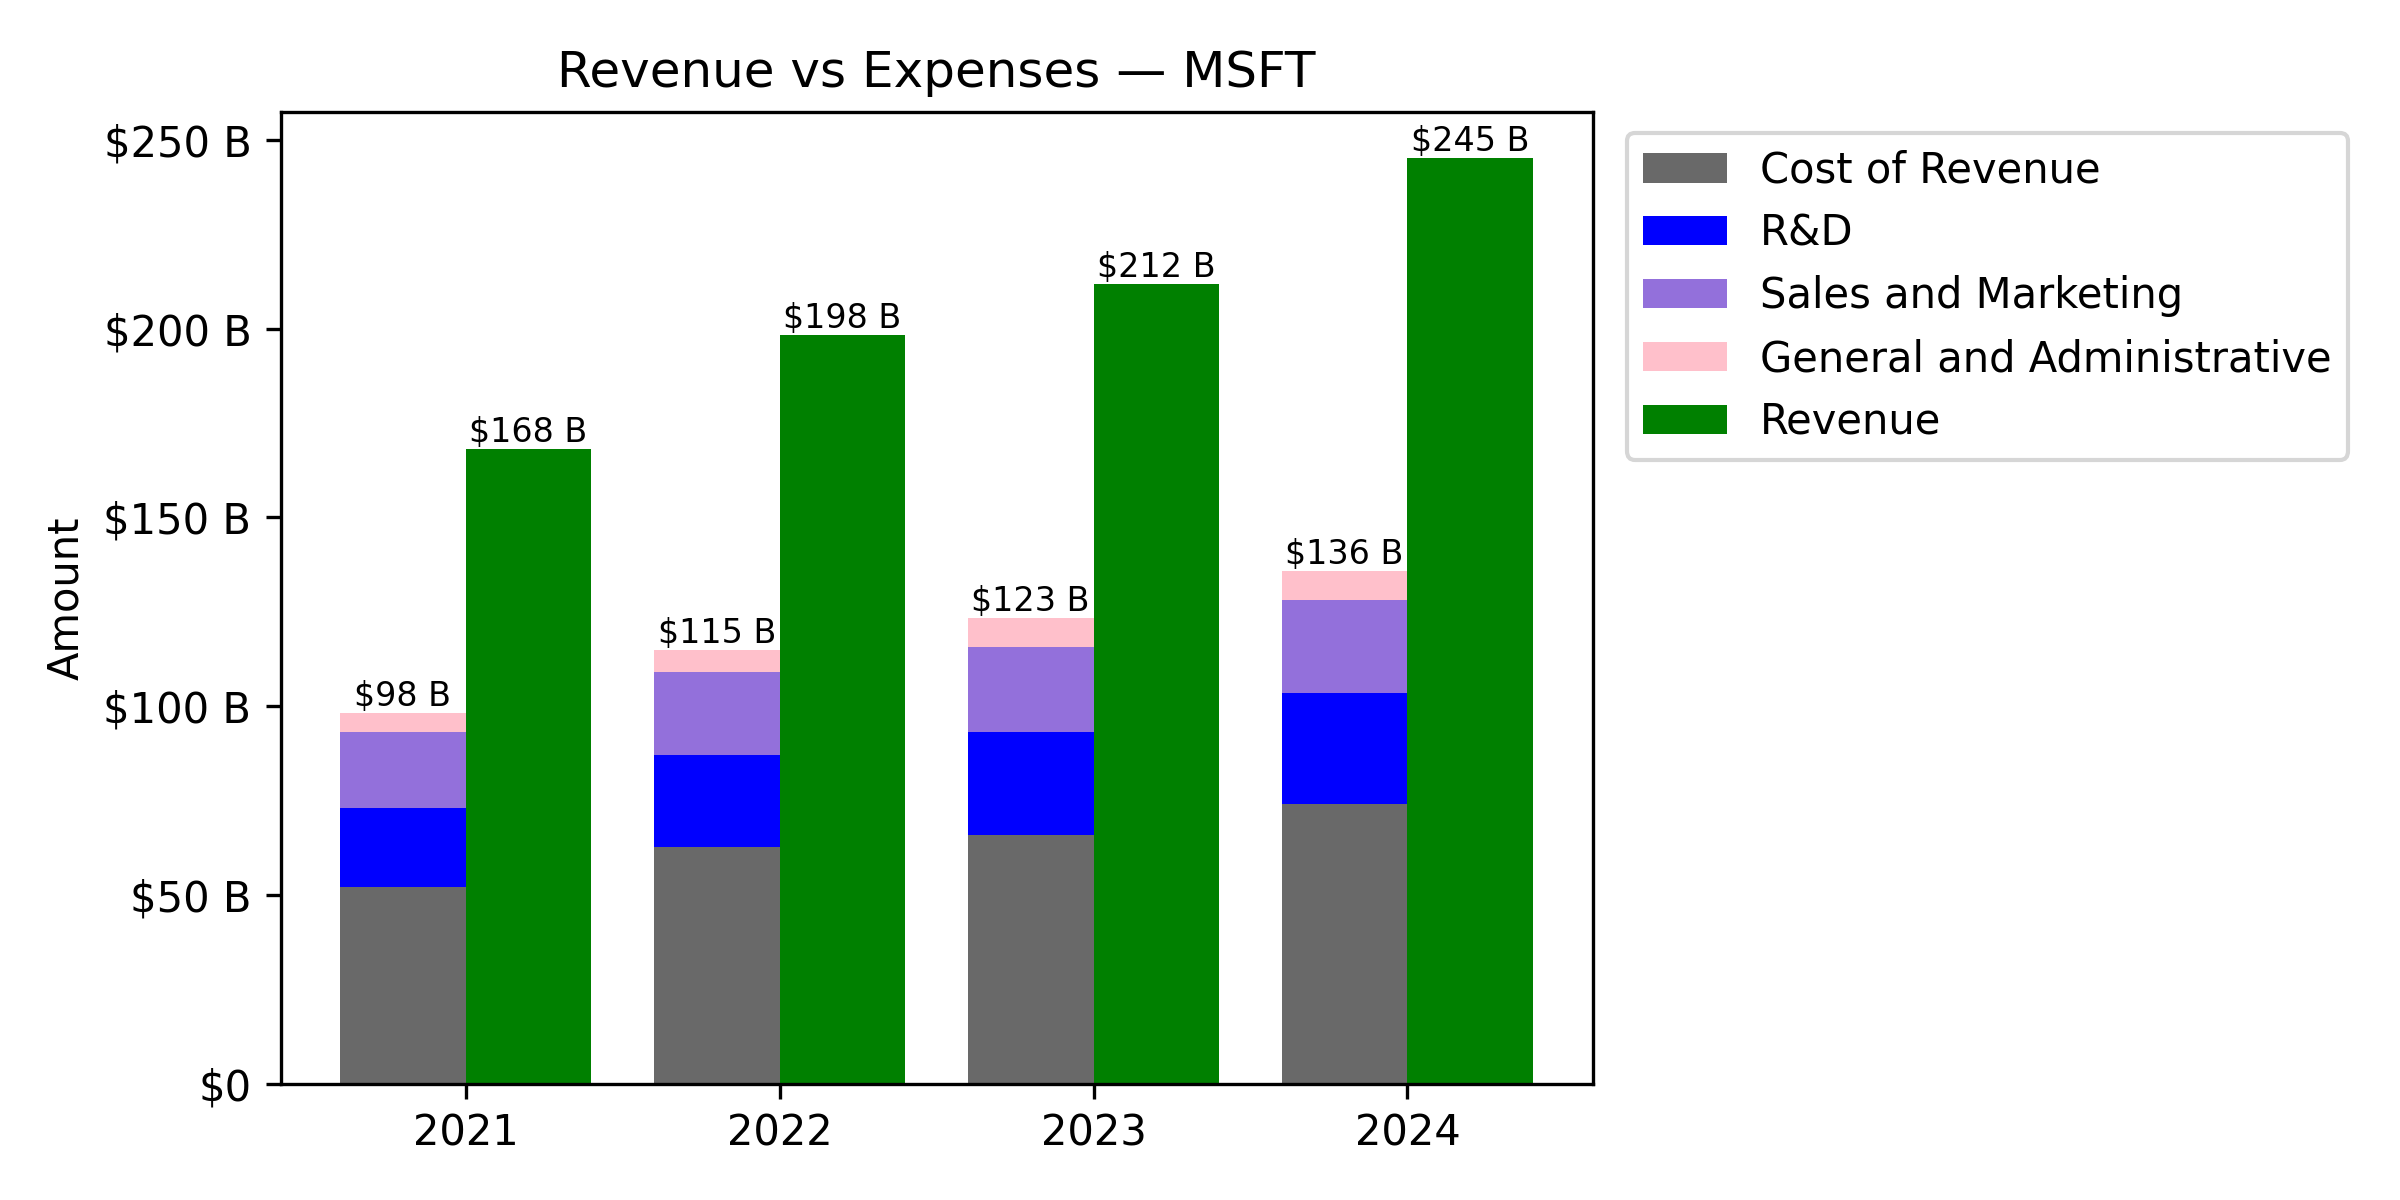 Revenue vs Expenses — MSFT
$250 B
$200 B
$150 B
$100 B
$50 B
$0
Amount
$98 B
$168 B
$115 B
$198 B
$123 B
$212 B
$136 B
$245 B
2021
2022
2023
2024
Cost of Revenue
R&D
Sales and Marketing
General and Administrative
Revenue